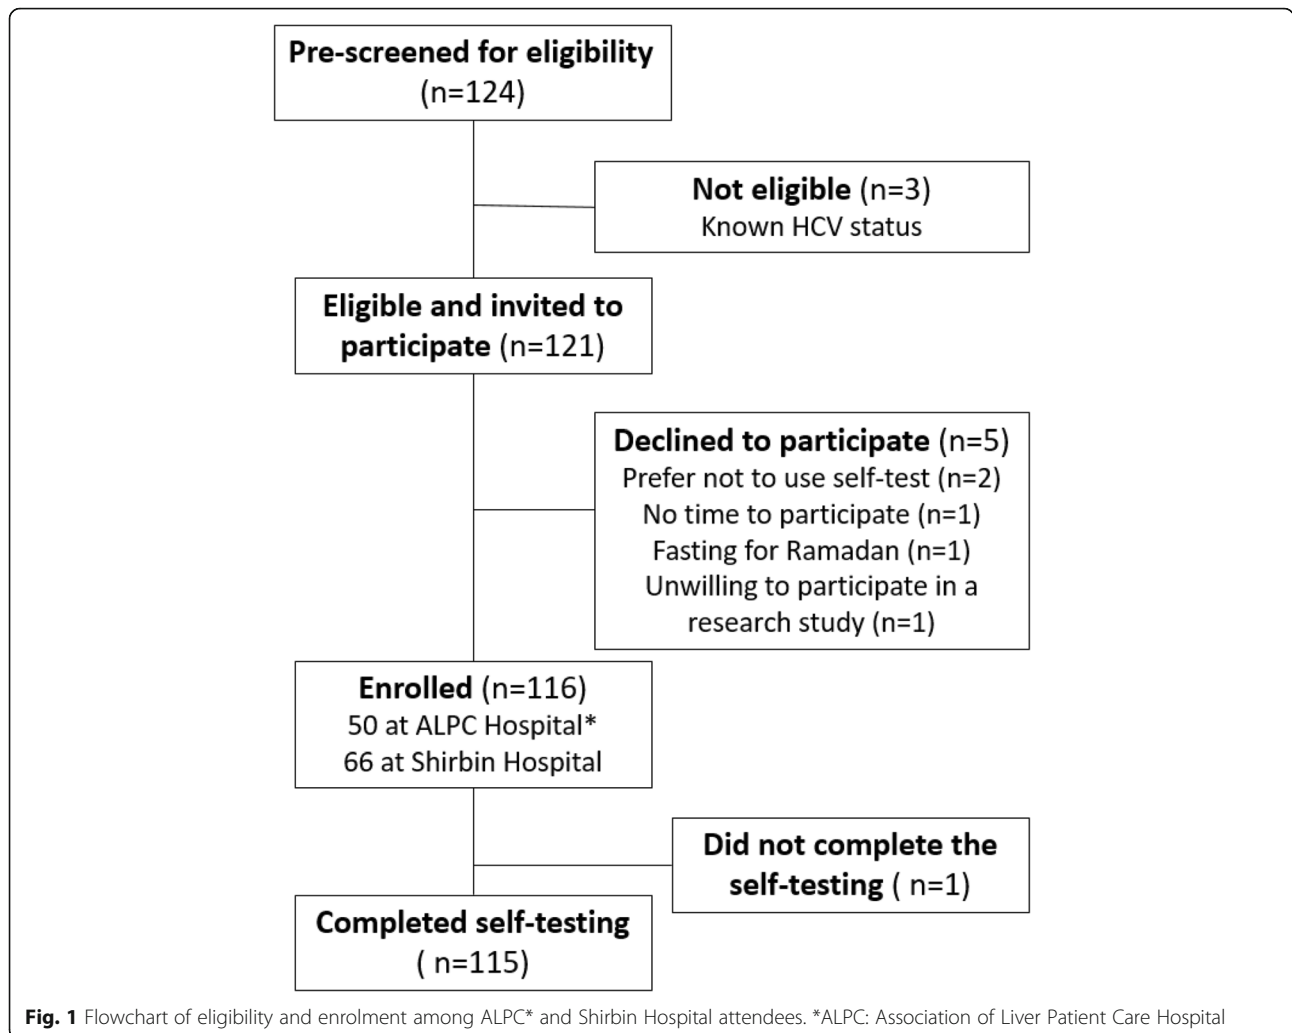 Pre-screened for eligibility
(n=124)
Not eligible (n=3)
Known HCV status
Eligible and invited to
participate (n=121)
Declined to participate (n=5)
Prefer not to use self-test (n=2)
No time to participate (n=1)
Fasting for Ramadan (n=1)
Unwilling to participate in a
research study (n=1)
Enrolled (n=116)
50 at ALPC Hospital*
66 at Shirbin Hospital
Did not complete the
self-testing ( n=1)
Completed self-testing
( n=115)
Fig. 1 Flowchart of eligibility and enrolment among ALPC* and Shirbin Hospital attendees. *ALPC: Association of Liver Patient Care Hospital